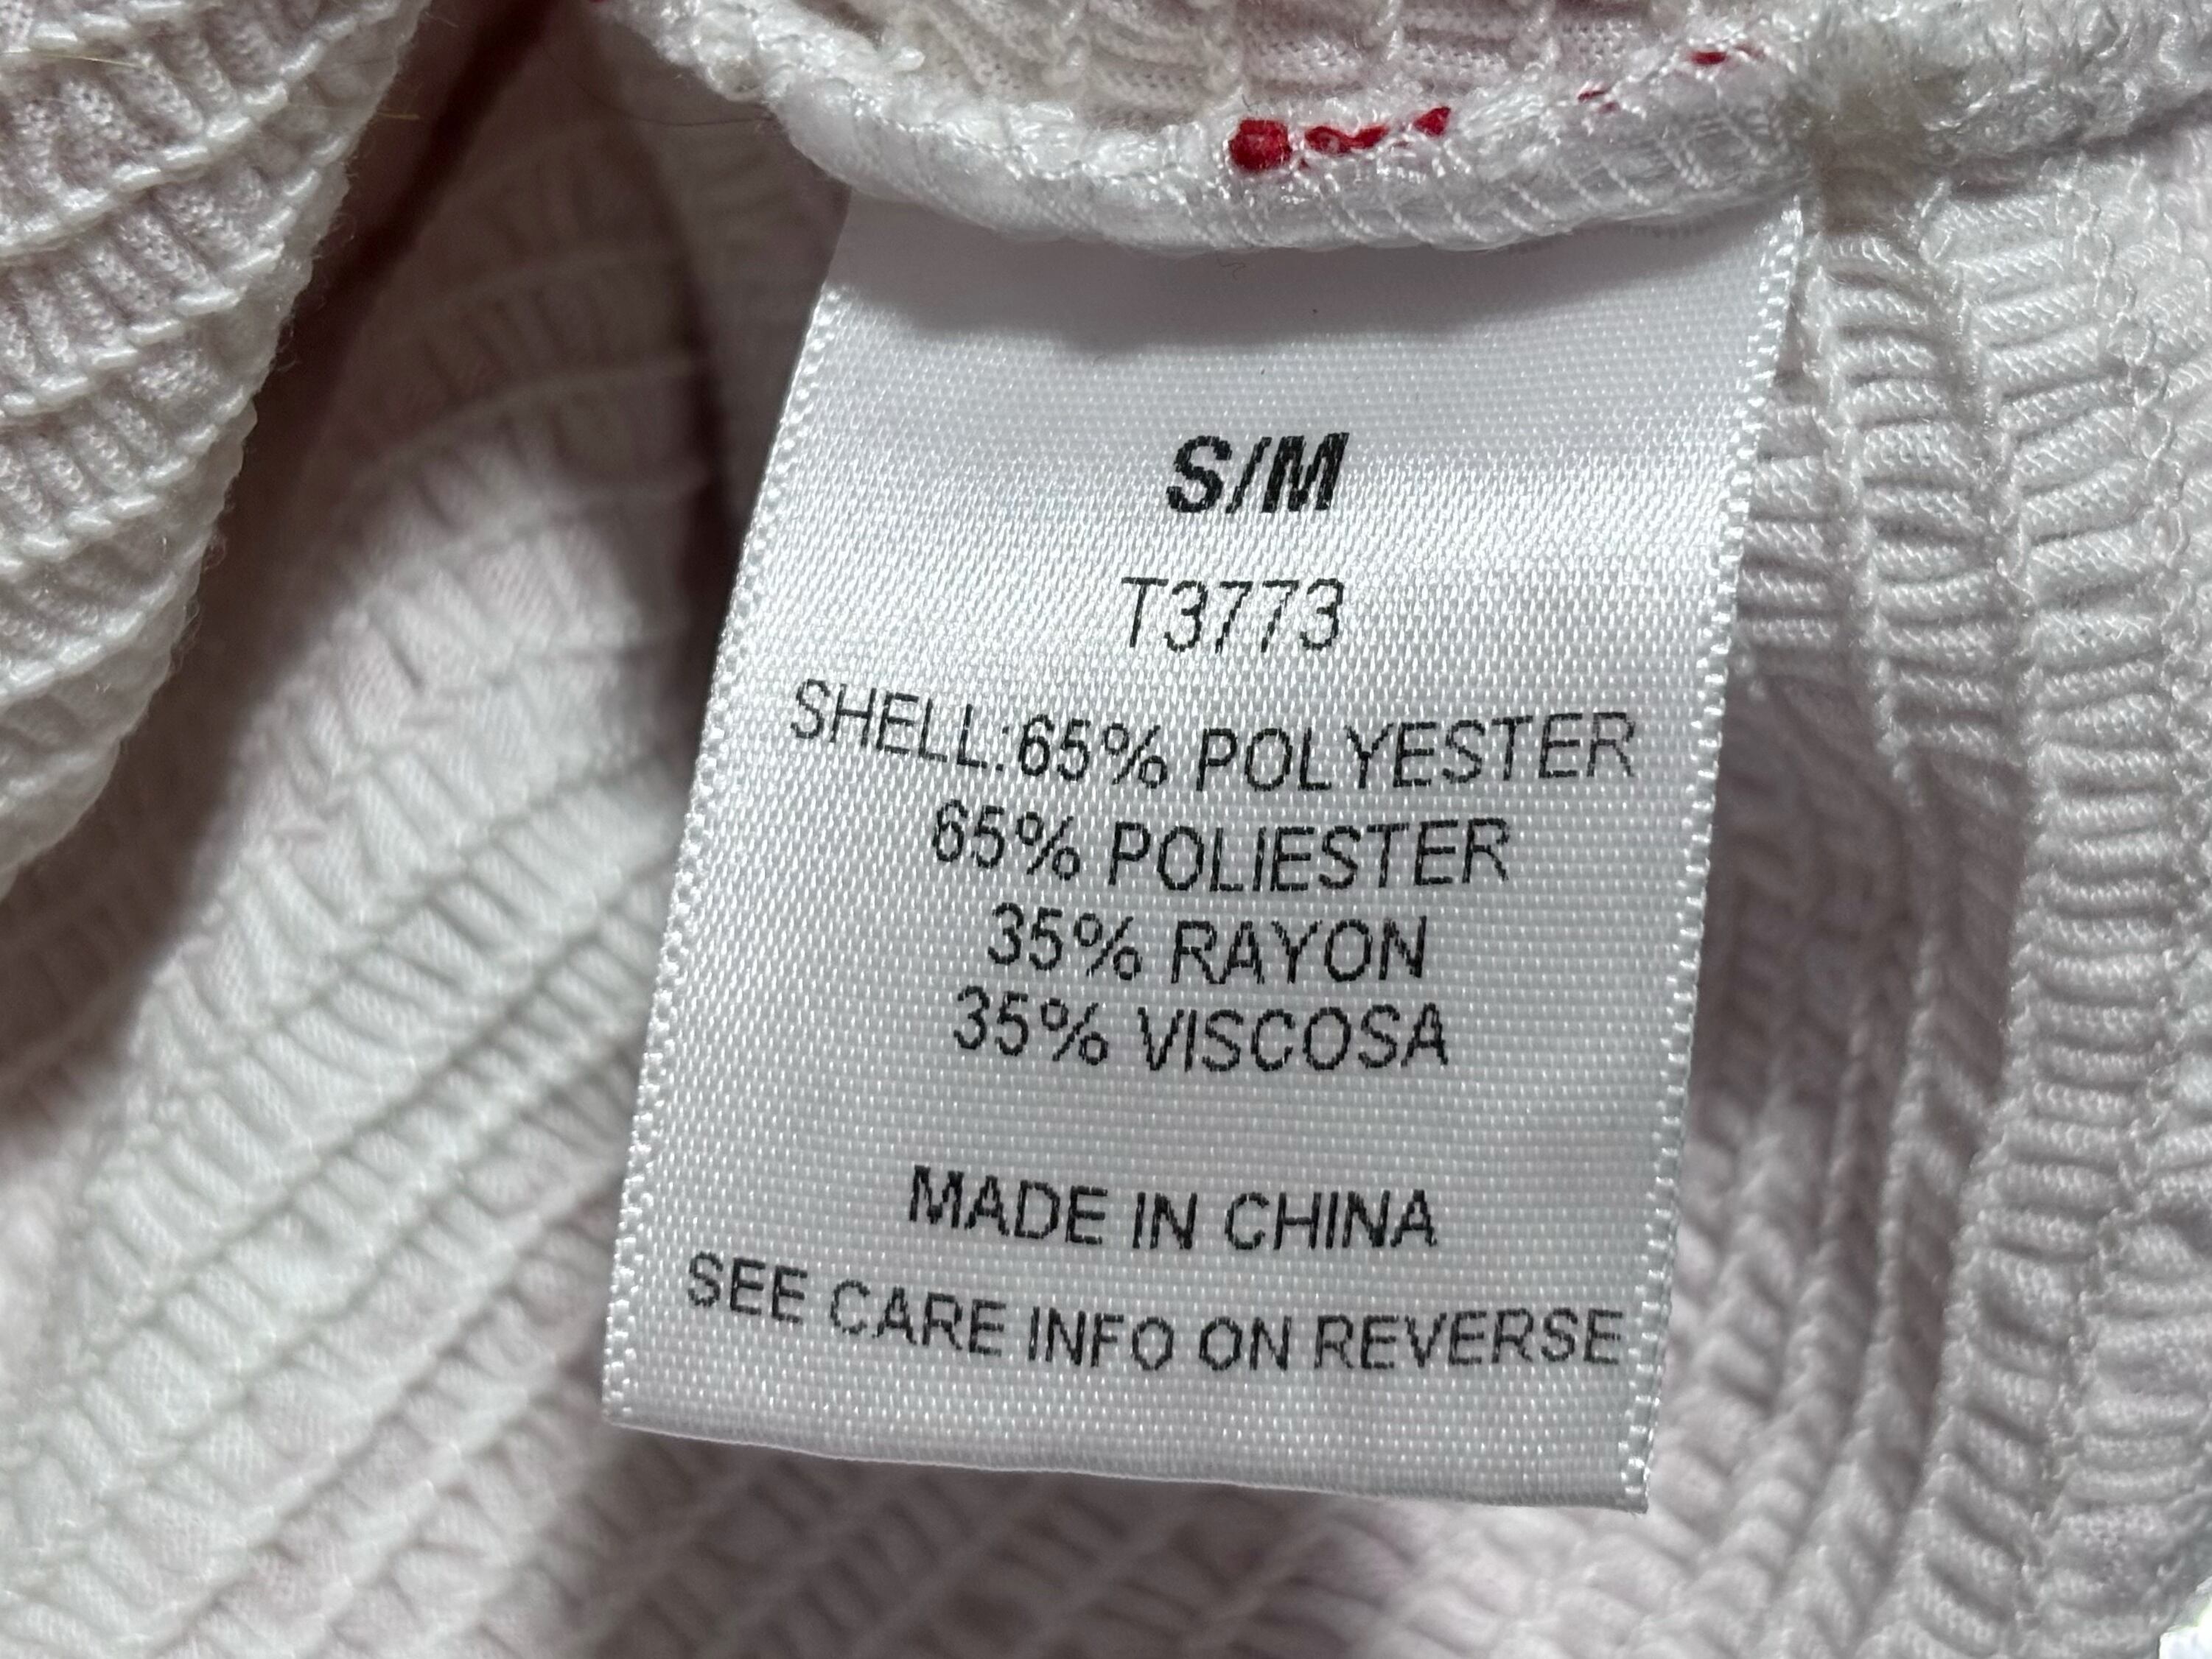 S/M
T3773
SHELL:65% POLYESTER
65% POLIESTER
35% RAYON
35% VISCOSA
MADE IN CHINA
SEE CARE INFO ON REVERSE